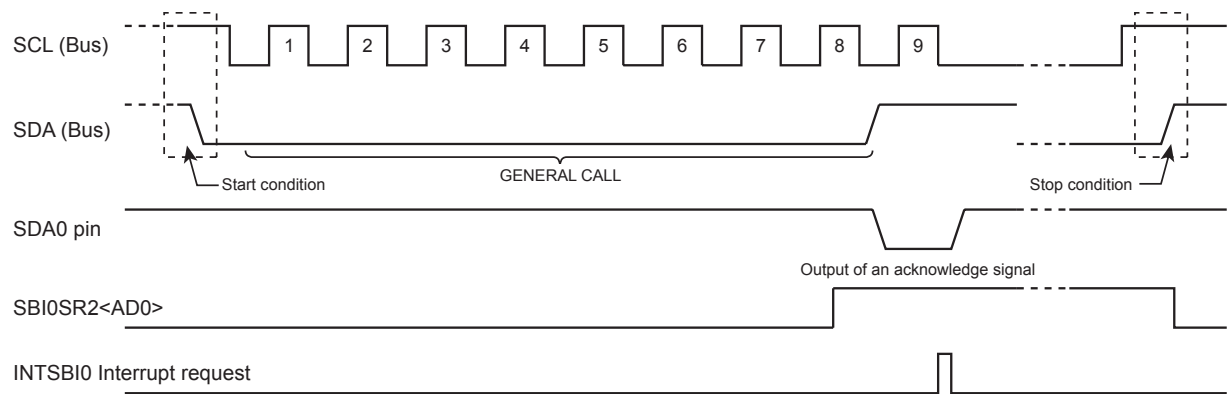 SCL (Bus)
1 2 3 4 5 6 7 8 9
SDA (Bus)
Start condition
GENERAL CALL
Stop condition
SDA0 pin
Output of an acknowledge signal
SBI0SR2<AD0>
INTSBI0 Interrupt request